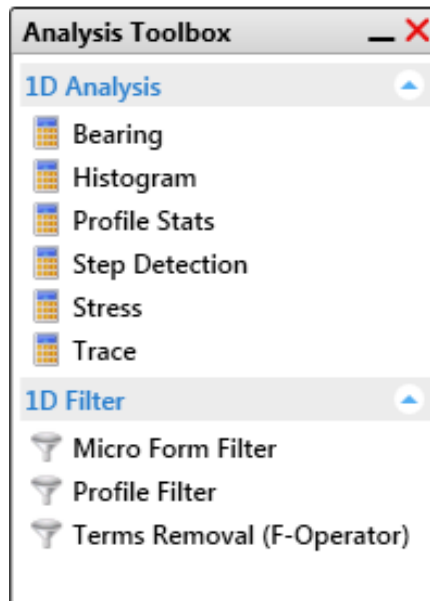 Analysis Toolbox
1D Analysis
Bearing
Histogram
Profile Stats
Step Detection
Stress
Trace
1D Filter
Micro Form Filter
Profile Filter
Terms Removal (F-Operator)